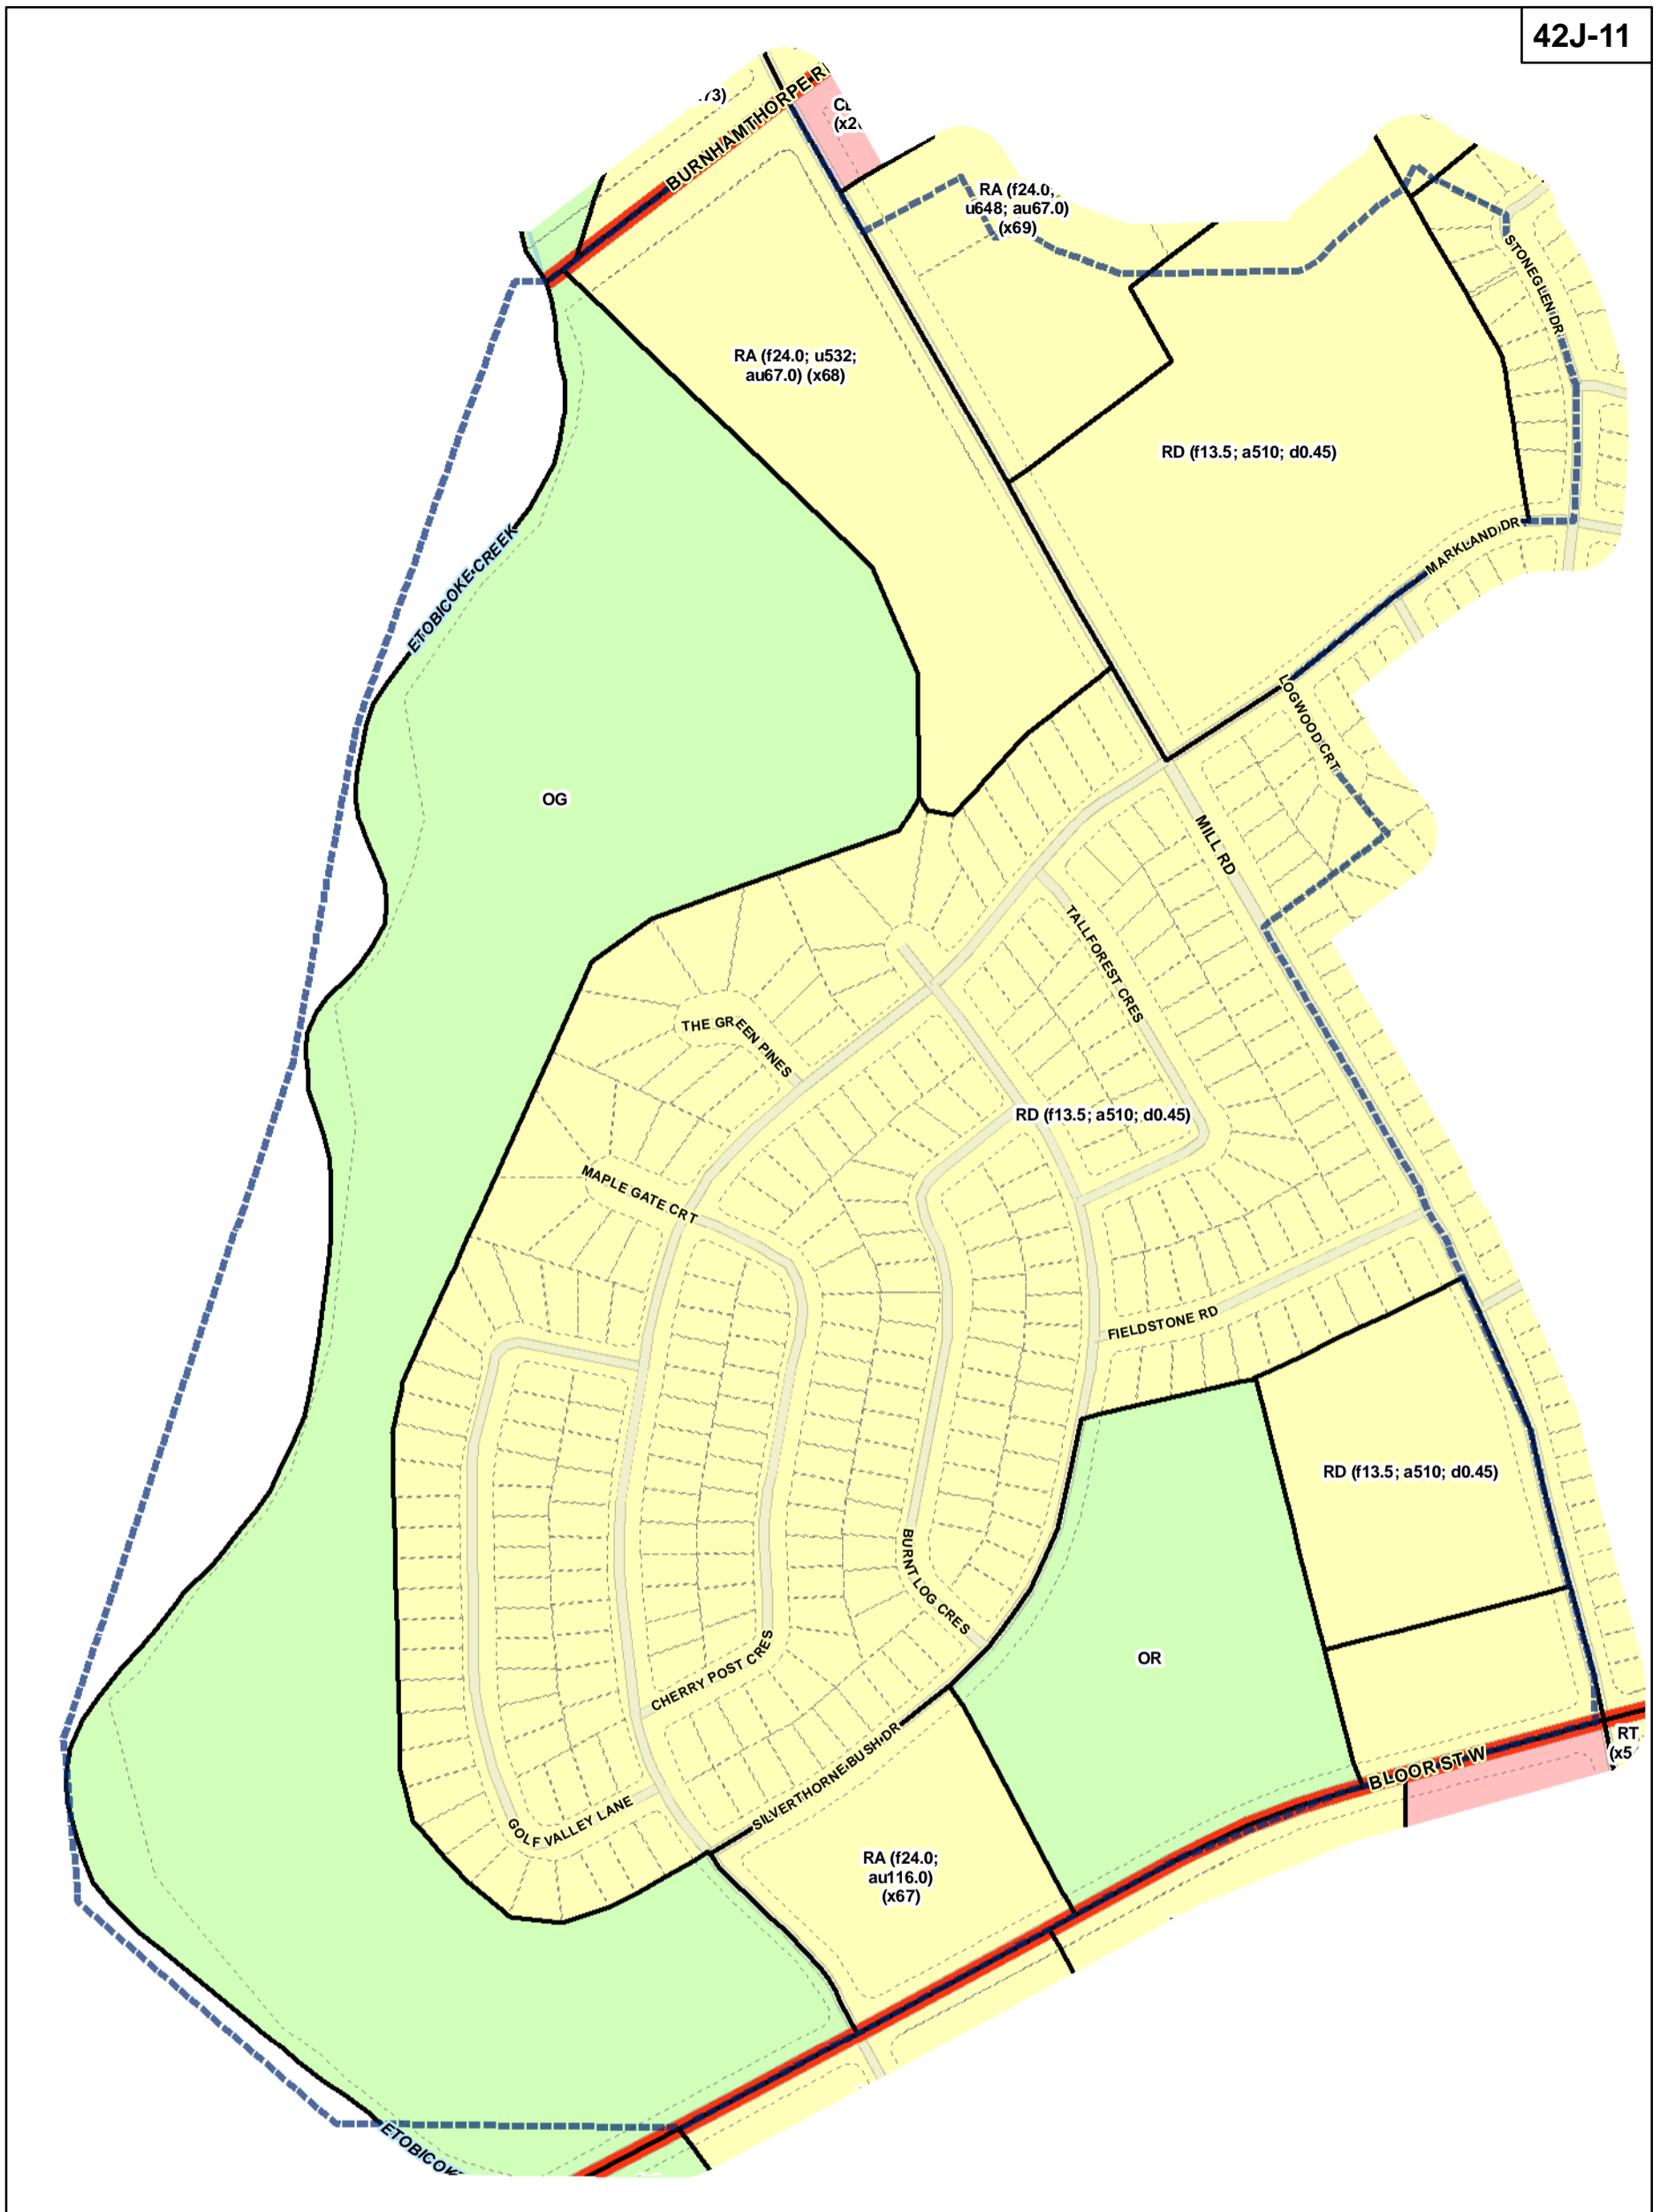 42J-11
BURNHAMTHORPE R
(x2
RA (f24.0;
u648; au67.0)
(x69)
STONEGLEN DR
RA (f24.0; u532;
au67.0) (x68)
RD (f13.5; a510; d0.45)
MARKLAND DR
ETOBICOKE CREEK
LOGWOOD CRT
OG
MILL RD
TALLFOREST CRES
THE GREEN PINES
RD (f13.5; a510; d0.45)
MAPLE GATE CRT
FIELDSTONE RD
RD (f13.5; a510; d0.45)
BURNT LOG CRES
OR
CHERRY POST CRES
SILVERTHORNE BUSH DR
GOLF VALLEY LANE
BLOOR ST W
RT
(x5
RA (f24.0;
au116.0)
(x67)
ETOBICOK